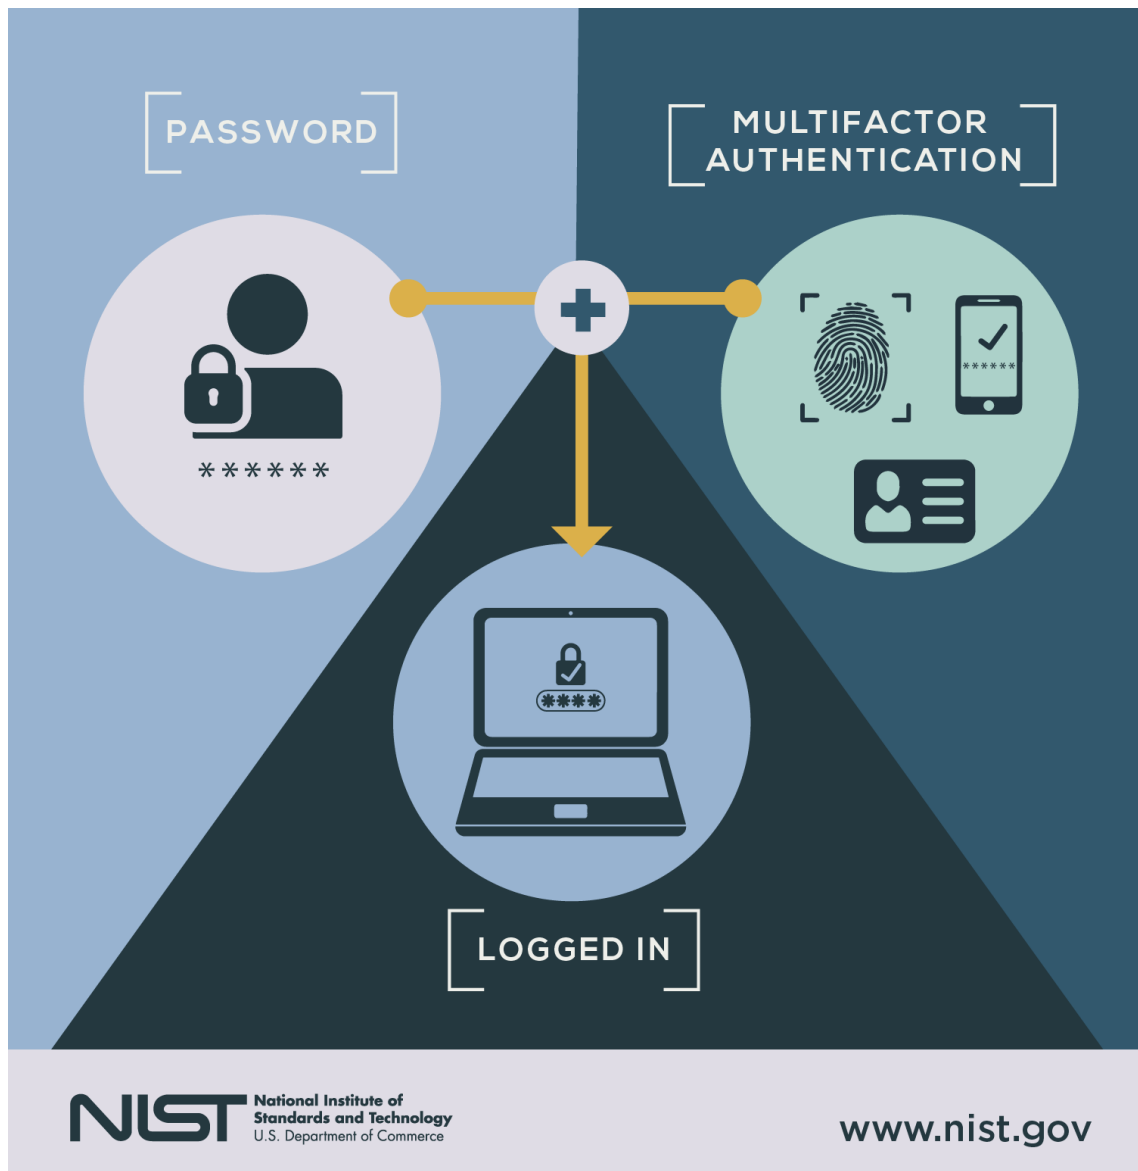 PASSWORD
MULTIFACTOR
AUTHENTICATION
******
******
****
LOGGED IN
NIST
National Institute of
Standards and Technology
U.S. Department of Commerce
www.nist.gov